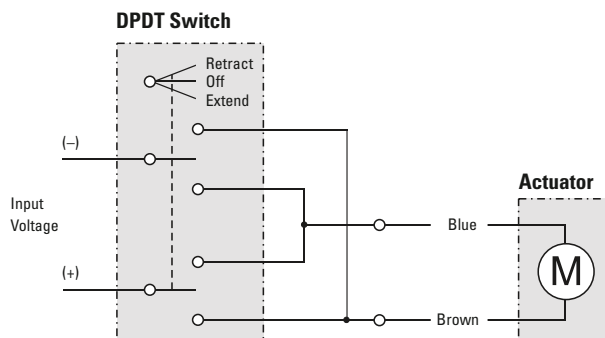 DPDT Switch
Retract
Off
Extend
(–)
Input
Voltage
(+)
Actuator
Blue
M
Brown